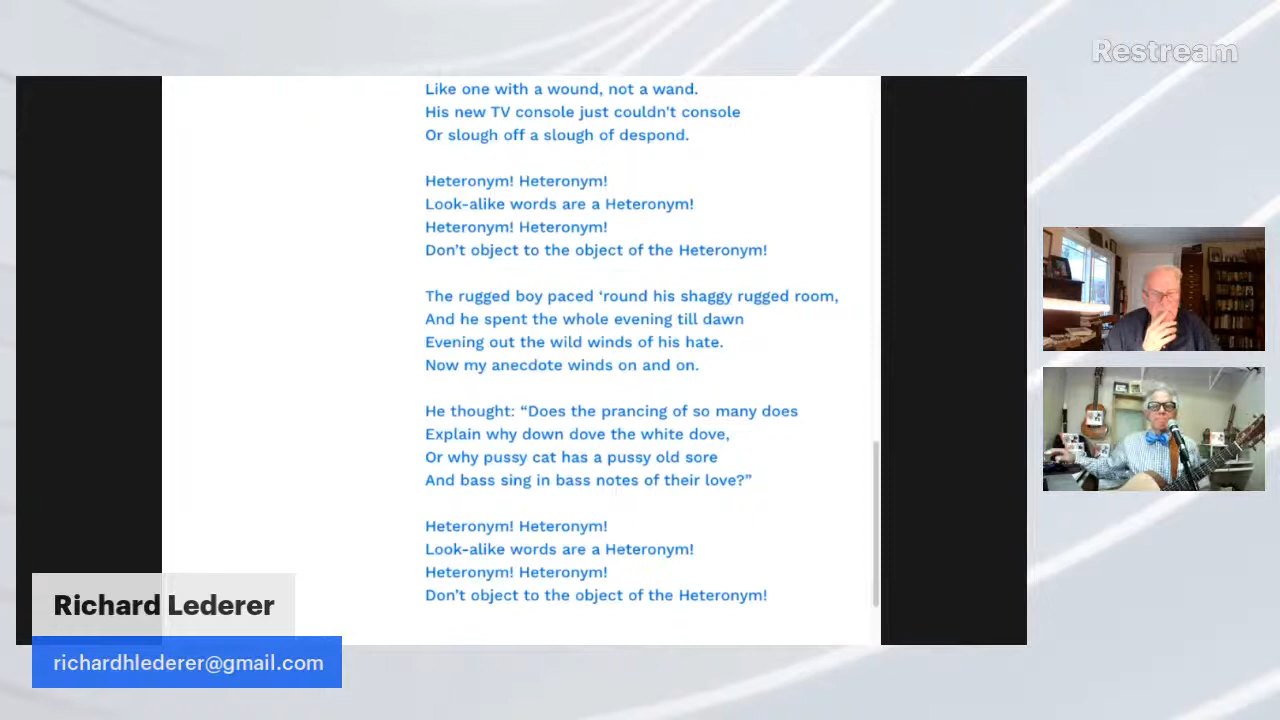 Restream
Like one with a wound, not a wand.
His new TV console just couldn't console
Or slough off a slough of despond.
Heteronym! Heteronym!
Look-alike words are a Heteronym!
Heteronym! Heteronym!
Don’t object to the object of the Heteronym!
The rugged boy paced ‘round his shaggy rugged room,
And he spent the whole evening till dawn
Evening out the wild winds of his hate.
Now my anecdote winds on and on.
He thought: “Does the prancing of so many does
Explain why down dove the white dove,
Or why pussy cat has a pussy old sore
And bass sing in bass notes of their love?”
Heteronym! Heteronym!
Look-alike words are a Heteronym!
Heteronym! Heteronym!
Don’t object to the object of the Heteronym!
Richard Lederer
richardhlederer@gmail.com